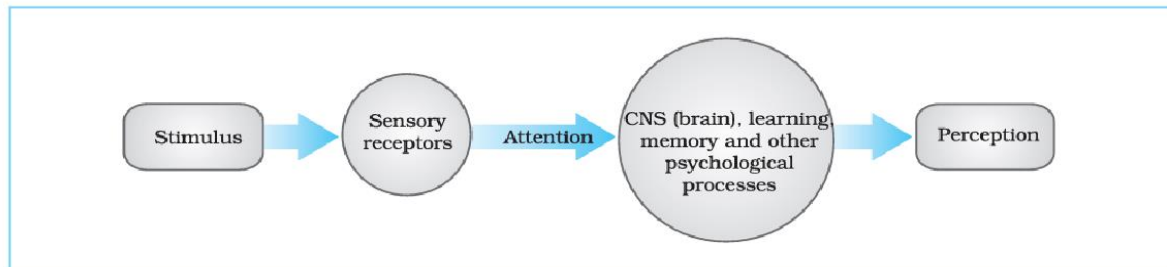 Stimulus
Sensory
receptors
Attention
CNS (brain), learning,
memory and other
psychological
processes
Perception